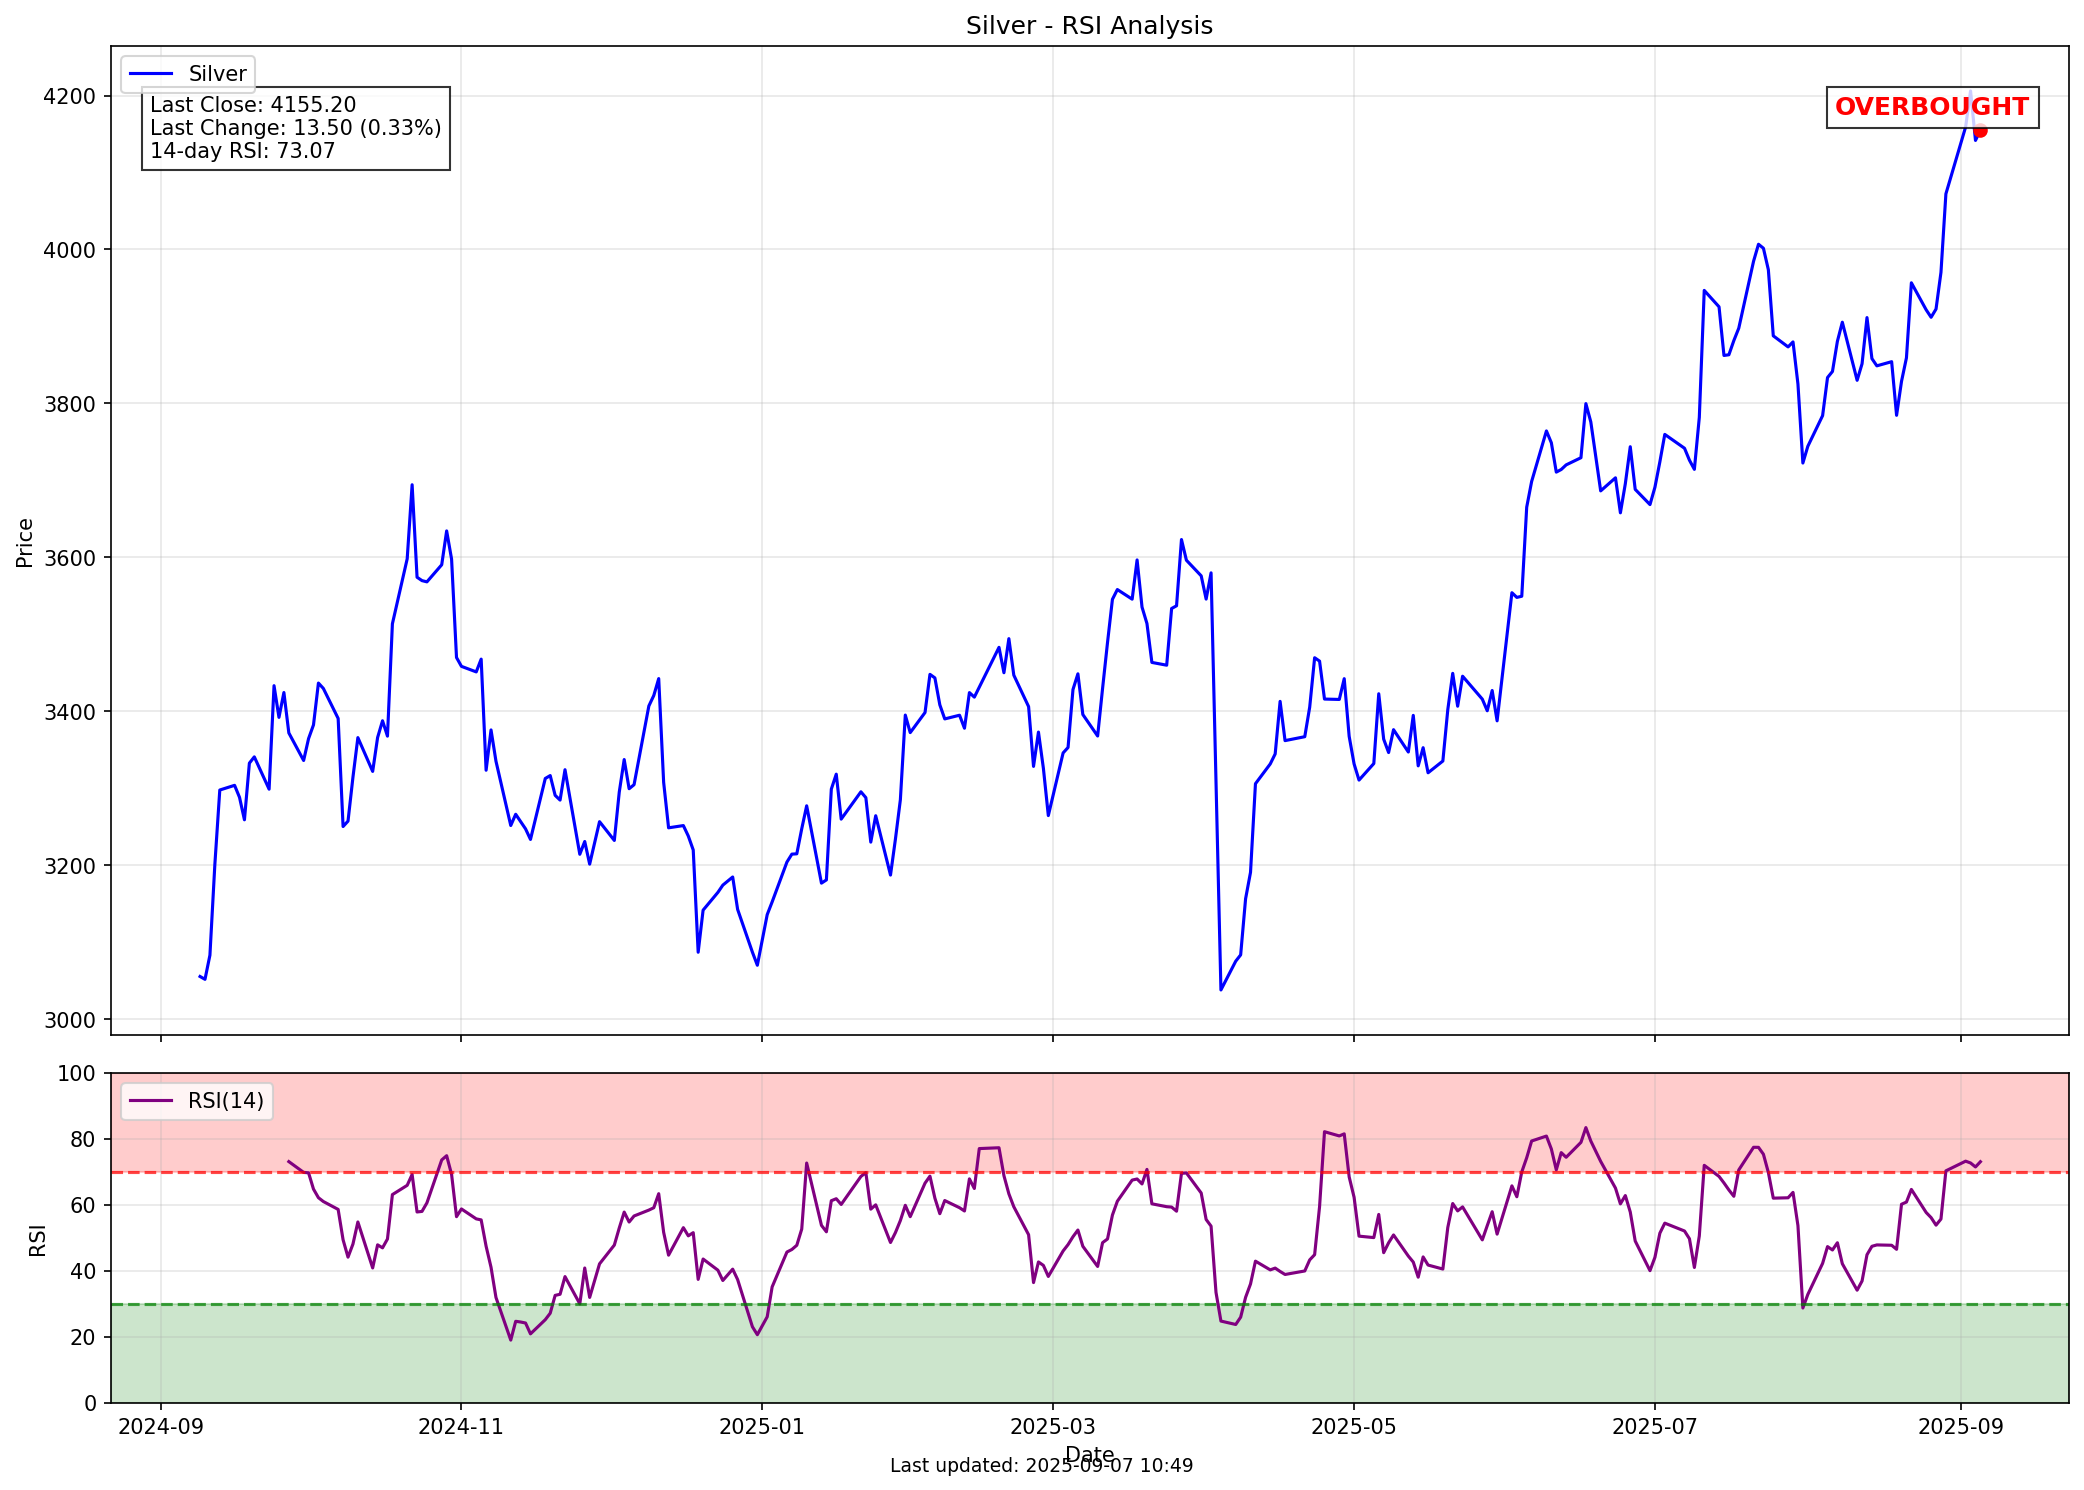 Silver - RSI Analysis
Silver
Last Close: 4155.20
Last Change: 13.50 (0.33%)
14-day RSI: 73.07
OVERBOUGHT
4200
4000
3800
3600
3400
3200
3000
Price
RSI(14)
100
80
60
40
20
0
RSI
2024-09 2024-11 2025-01 2025-03 2025-05 2025-07 2025-09
Date
Last updated: 2025-09-07 10:49